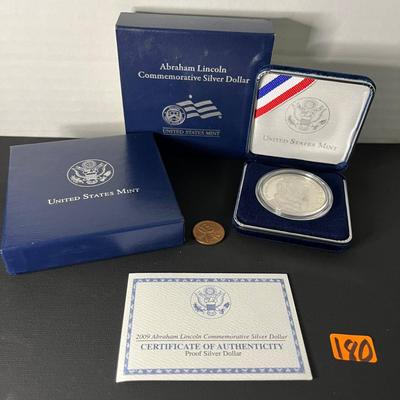 Abraham Lincoln
Commemorative Silver Dollar
UNITED STATES MINT
UNITED STATES MINT
United States Mint
2009 Abraham Lincoln Commemorative Silver Dollar
CERTIFICATE OF AUTHENTICITY
Proof Silver Dollar
190